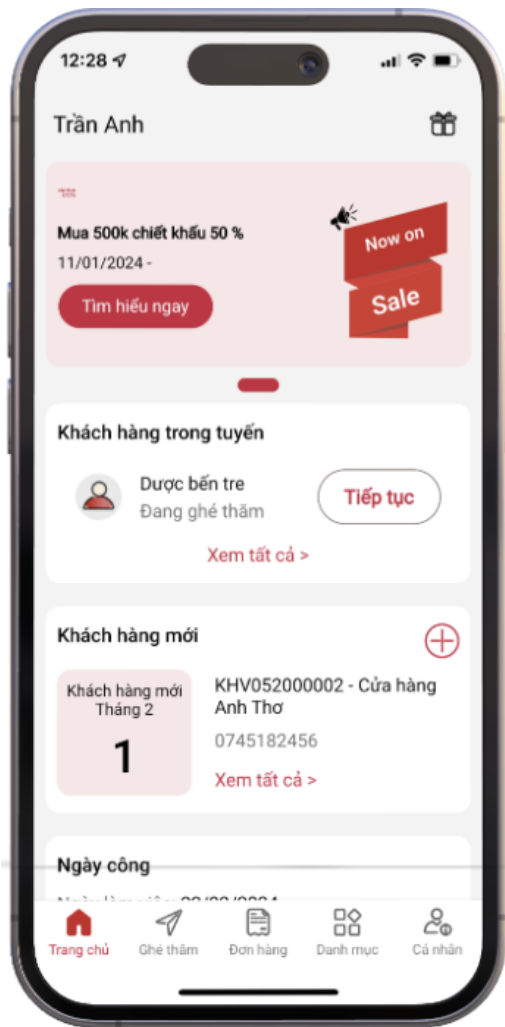 12:28
Trần Anh
Mua 500k chiết khấu 50 %
11/01/2024 -
Tìm hiểu ngay
Now on
Sale
Khách hàng trong tuyến
Dược bến tre
Đang ghé thăm
Tiếp tục
Xem tất cả >
Khách hàng mới
Khách hàng mới
Tháng 2
1
KHV052000002 - Cửa hàng
Anh Thơ
0745182456
Xem tất cả >
Ngày công
Trang chủ
Ghé thăm
Đơn hàng
Danh mục
Cá nhân